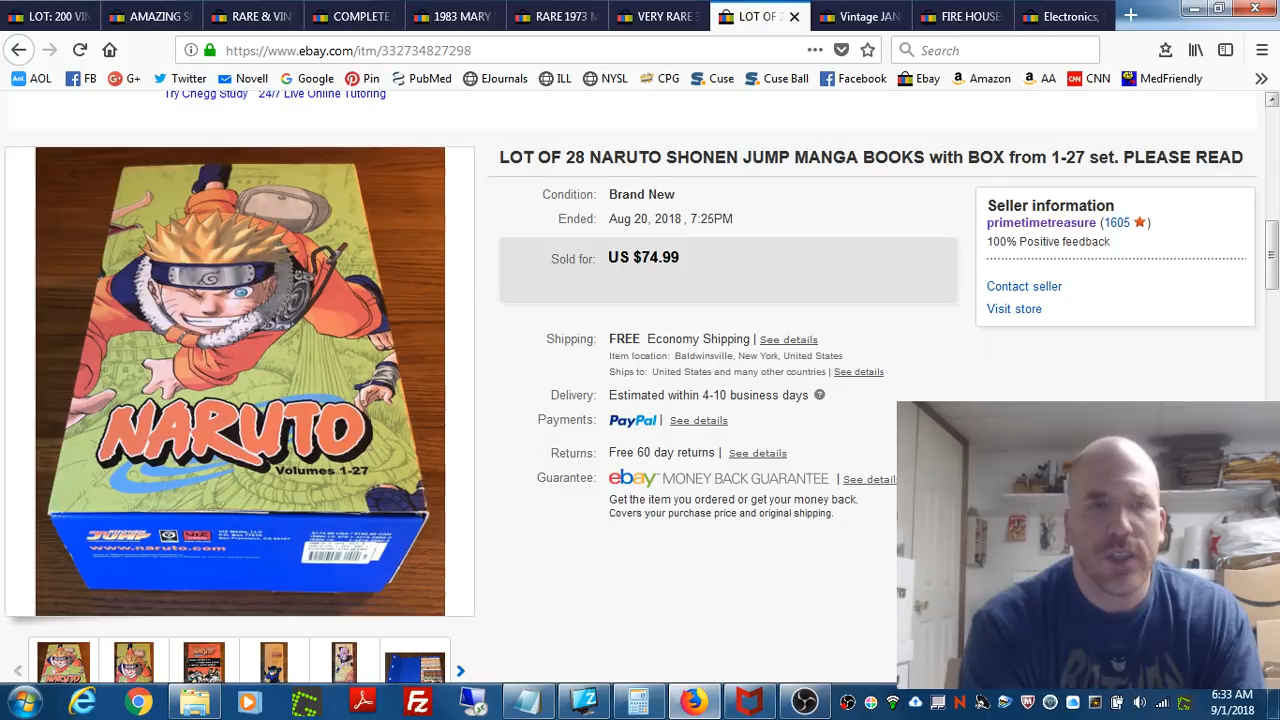 LOT: 200 VIN
AMAZING S
RARE & VIN
COMPLETE
1983 MARY
RARE 1973 M
VERY RARE
LOT OF 2
Vintage JAN
FIRE HOUSE
Electronics,
https://www.ebay.com/itm/332734827298
Search
AOL FB G+ Twitter Novell Google Pin PubMed EJournals ILL NYSL CPG Cuse Cuse Ball Facebook Ebay Amazon AA CNN MedFriendly
Try Chegg Study 24/7 Live Online Tutoring
LOT OF 28 NARUTO SHONEN JUMP MANGA BOOKS with BOX from 1-27 set. PLEASE READ
Condition: Brand New
Ended: Aug 20, 2018 , 7:25PM
Sold for: US $74.99
Shipping: FREE Economy Shipping | See details
Item location: Baldwinsville, New York, United States
Ships to: United States and many other countries | See details
Delivery: Estimated within 4-10 business days
Payments: PayPal | See details
Returns: Free 60 day returns | See details
Guarantee: ebay MONEY BACK GUARANTEE | See detail
Get the item you ordered or get your money back.
Covers your purchase price and original shipping.
Seller information
primetimetreasure (1605)
100% Positive feedback
Contact seller
Visit store
NARUTO
Volumes 1-27
JUMP
VIZ Media, LLC
www.naruto.com
6:33 AM
9/1/2018